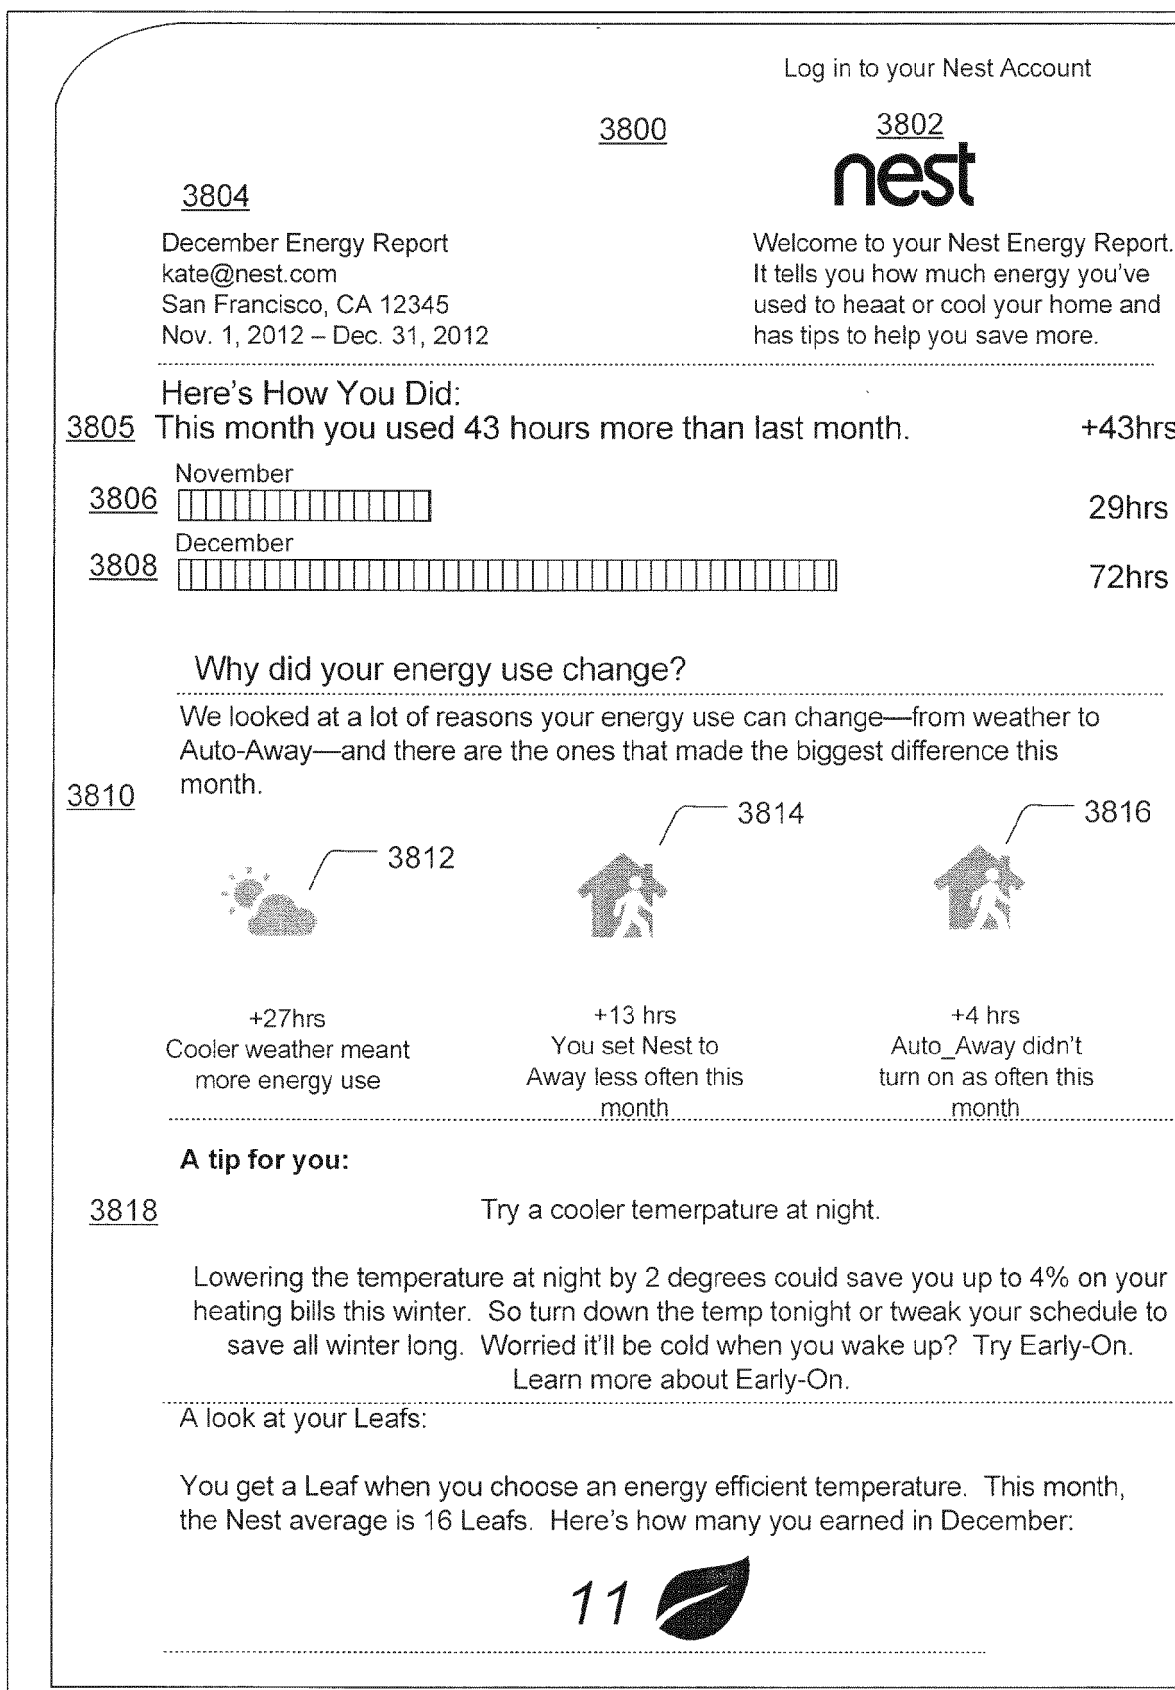 Log in to your Nest Account
3800
3802
nest
3804
December Energy Report
kate@nest.com
San Francisco, CA 12345
Nov. 1, 2012 – Dec. 31, 2012
Welcome to your Nest Energy Report.
It tells you how much energy you've
used to heaat or cool your home and
has tips to help you save more.
Here's How You Did:
3805 This month you used 43 hours more than last month. +43hrs
November
3806 29hrs
December
3808 72hrs
Why did your energy use change?
We looked at a lot of reasons your energy use can change—from weather to
Auto-Away—and there are the ones that made the biggest difference this
month.
3810
3812
3814
3816
+27hrs
Cooler weather meant
more energy use
+13 hrs
You set Nest to
Away less often this
month
+4 hrs
Auto_Away didn't
turn on as often this
month
A tip for you:
3818
Try a cooler temerpature at night.
Lowering the temperature at night by 2 degrees could save you up to 4% on your
heating bills this winter. So turn down the temp tonight or tweak your schedule to
save all winter long. Worried it'll be cold when you wake up? Try Early-On.
Learn more about Early-On.
A look at your Leafs:
You get a Leaf when you choose an energy efficient temperature. This month,
the Nest average is 16 Leafs. Here's how many you earned in December:
11